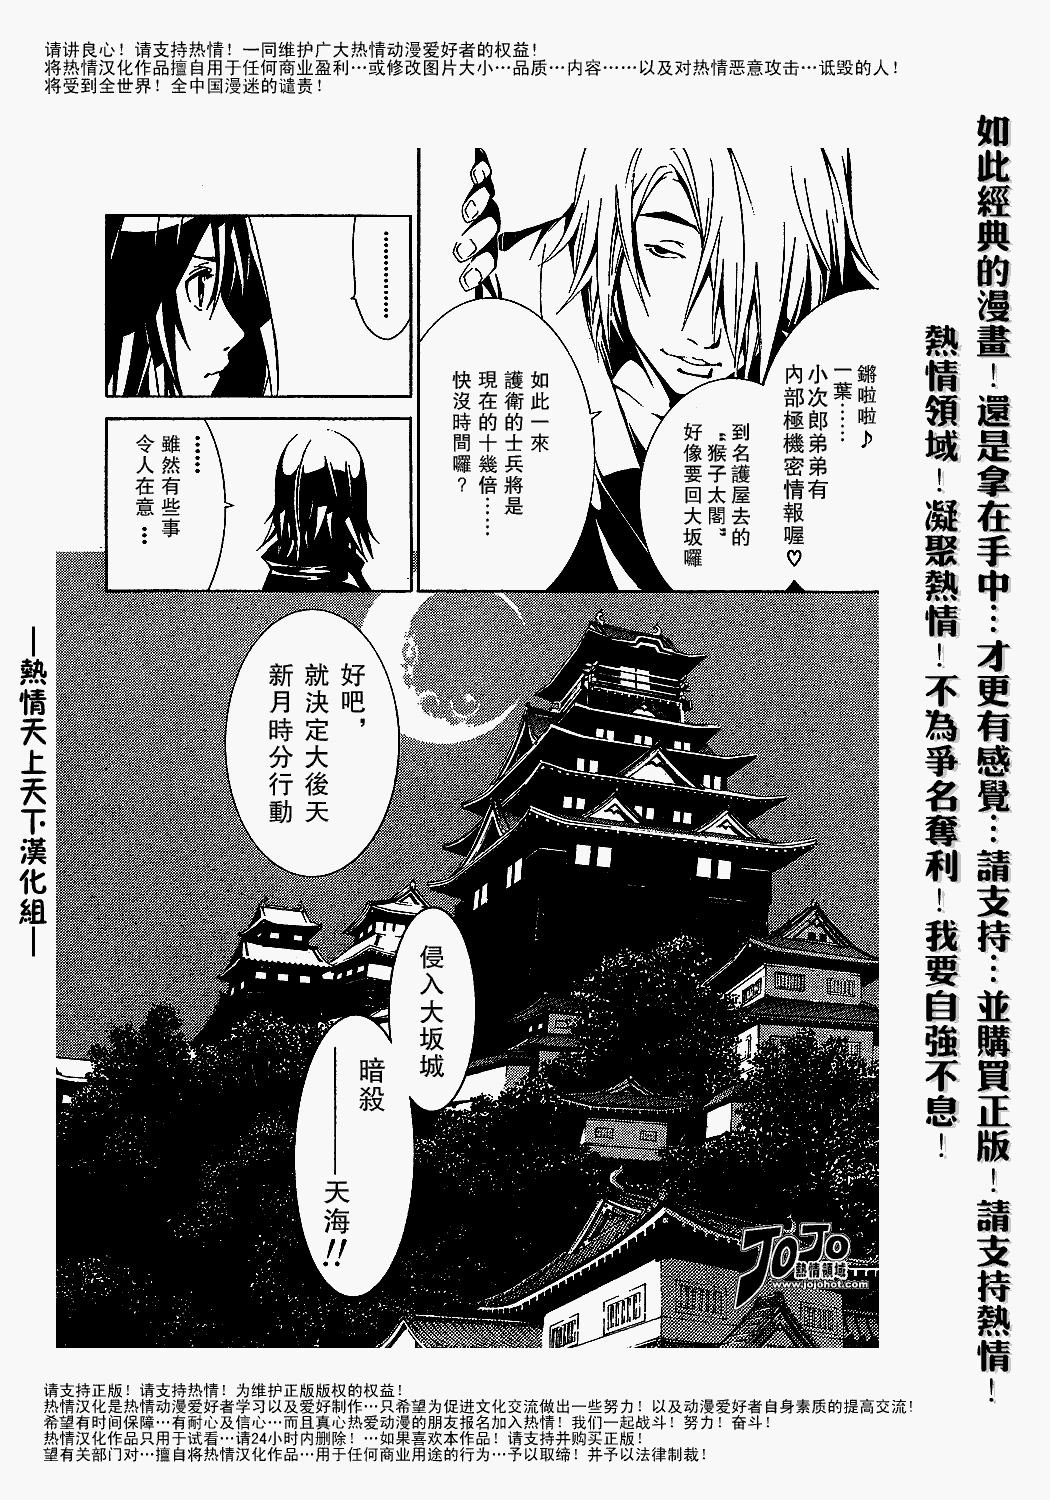 请讲良心！请支持热情！一同维护广大热情动漫爱好者的权益！
将热情汉化作品擅自用于任何商业盈利…或修改图片大小…品质…内容……以及对热情恶意攻击…诋毁的人！
将受到全世界！全中国漫迷的谴责！
如此經典的漫畫！還是拿在手中…才更有感覺…請支持…並購買正版！請支持熱情！
熱情領域！凝聚熱情！不為爭名奪利！我要自強不息！
鏘啦啦♪
一葉……
小次郎弟弟有
內部極機密情報喔♡
到名護屋去的
“猴子太閣”
好像要回大坂囉
如此一來
護衛的士兵將是
現在的十幾倍……
快沒時間囉？
………
……
雖然有些事
令人在意…
好吧，
就決定大後天
新月時分行動
侵入大坂城
暗殺
——天海!!
—熱情天上天下漢化組—
JOJO
熱情領域
www.jojohot.com
请支持正版！请支持热情！为维护正版版权的权益！
热情汉化是热情动漫爱好者学习以及爱好制作…只希望为促进文化交流做出一些努力！以及动漫爱好者自身素质的提高交流！
希望有时间保障…有耐心及信心…而且真心热爱动漫的朋友报名加入热情！我们一起战斗！努力！奋斗！
热情汉化作品只用于试看…请24小时内删除！…如果喜欢本作品！请支持并购买正版！
望有关部门对…擅自将热情汉化作品…用于任何商业用途的行为…予以取缔！并予以法律制裁！